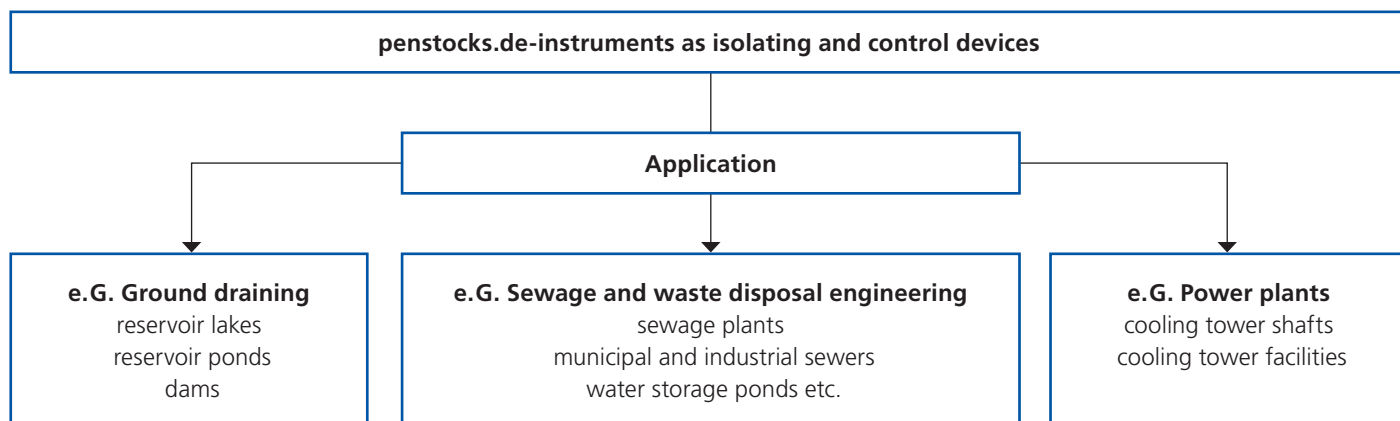 penstocks.de-instruments as isolating and control devices
Application
e.G. Ground draining
reservoir lakes
reservoir ponds
dams
e.G. Sewage and waste disposal engineering
sewage plants
municipal and industrial sewers
water storage ponds etc.
e.G. Power plants
cooling tower shafts
cooling tower facilities